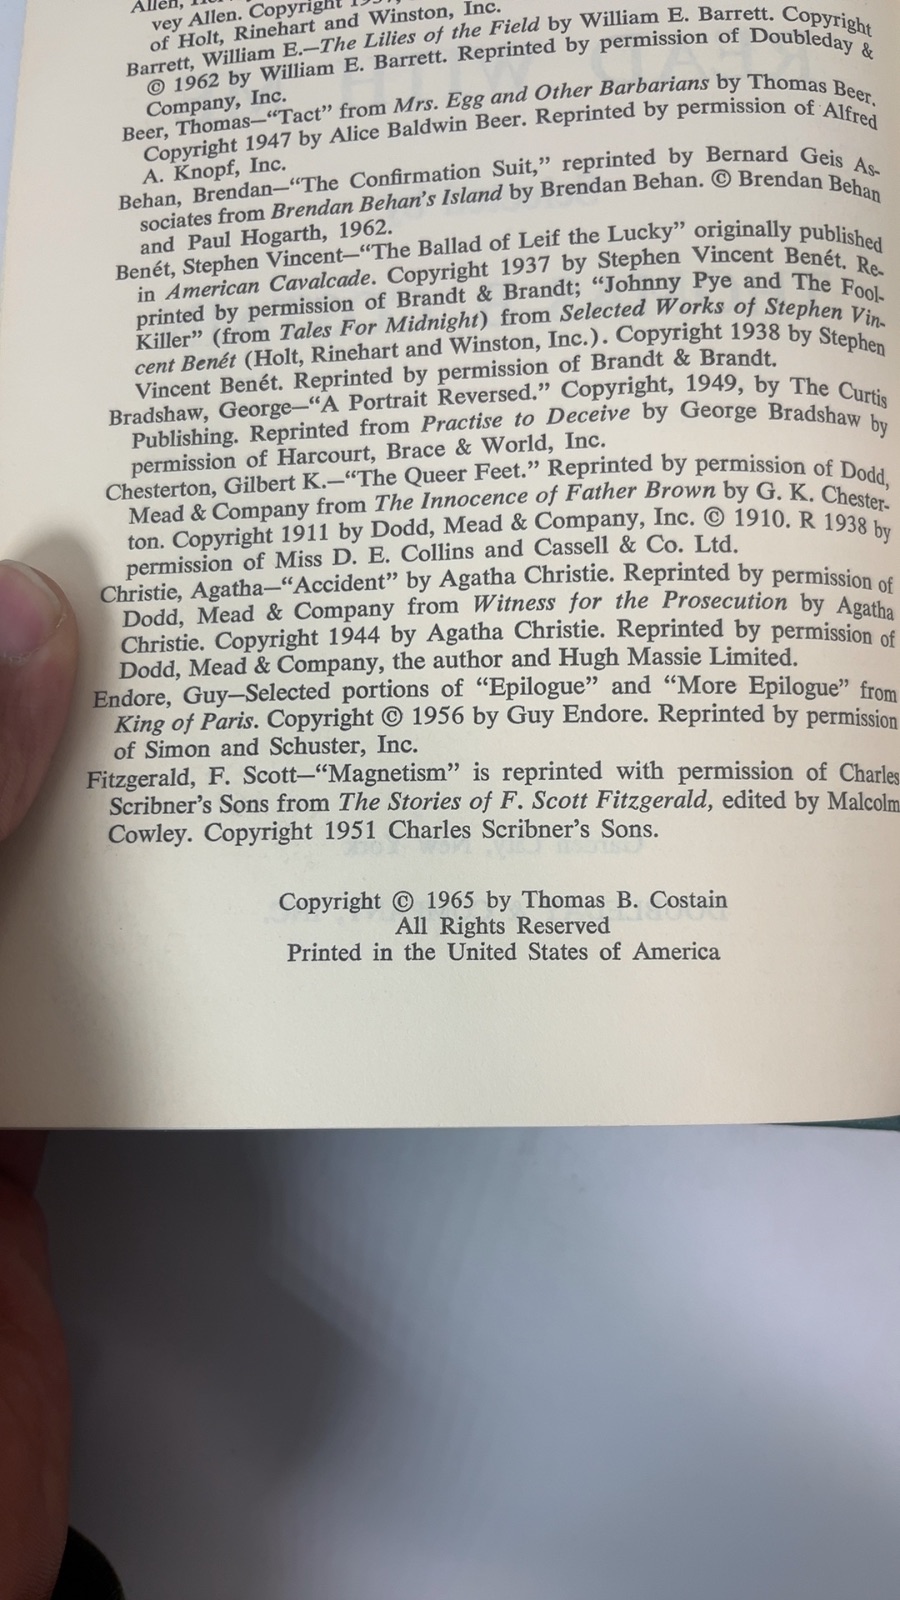 Allen,
vey Allen. Copyright
of Holt, Rinehart and Winston, Inc.
Barrett, William E.—The Lilies of the Field by William E. Barrett. Copyright
© 1962 by William E. Barrett. Reprinted by permission of Doubleday &
Company, Inc.
Beer, Thomas—“Tact” from Mrs. Egg and Other Barbarians by Thomas Beer.
Copyright 1947 by Alice Baldwin Beer. Reprinted by permission of Alfred
A. Knopf, Inc.
Behan, Brendan—“The Confirmation Suit,” reprinted by Bernard Geis As-
sociates from Brendan Behan’s Island by Brendan Behan. © Brendan Behan
and Paul Hogarth, 1962.
Benét, Stephen Vincent—“The Ballad of Leif the Lucky” originally published
in American Cavalcade. Copyright 1937 by Stephen Vincent Benét. Re-
printed by permission of Brandt & Brandt; “Johnny Pye and The Fool-
Killer” (from Tales For Midnight) from Selected Works of Stephen Vin-
cent Benét (Holt, Rinehart and Winston, Inc.). Copyright 1938 by Stephen
Vincent Benét. Reprinted by permission of Brandt & Brandt.
Bradshaw, George—“A Portrait Reversed.” Copyright, 1949, by The Curtis
Publishing. Reprinted from Practise to Deceive by George Bradshaw by
permission of Harcourt, Brace & World, Inc.
Chesterton, Gilbert K.—“The Queer Feet.” Reprinted by permission of Dodd,
Mead & Company from The Innocence of Father Brown by G. K. Chester-
ton. Copyright 1911 by Dodd, Mead & Company, Inc. © 1910. R 1938 by
permission of Miss D. E. Collins and Cassell & Co. Ltd.
Christie, Agatha—“Accident” by Agatha Christie. Reprinted by permission of
Dodd, Mead & Company from Witness for the Prosecution by Agatha
Christie. Copyright 1944 by Agatha Christie. Reprinted by permission of
Dodd, Mead & Company, the author and Hugh Massie Limited.
Endore, Guy—Selected portions of “Epilogue” and “More Epilogue” from
King of Paris. Copyright © 1956 by Guy Endore. Reprinted by permission
of Simon and Schuster, Inc.
Fitzgerald, F. Scott—“Magnetism” is reprinted with permission of Charles
Scribner’s Sons from The Stories of F. Scott Fitzgerald, edited by Malcolm
Cowley. Copyright 1951 Charles Scribner’s Sons.
Copyright © 1965 by Thomas B. Costain
All Rights Reserved
Printed in the United States of America